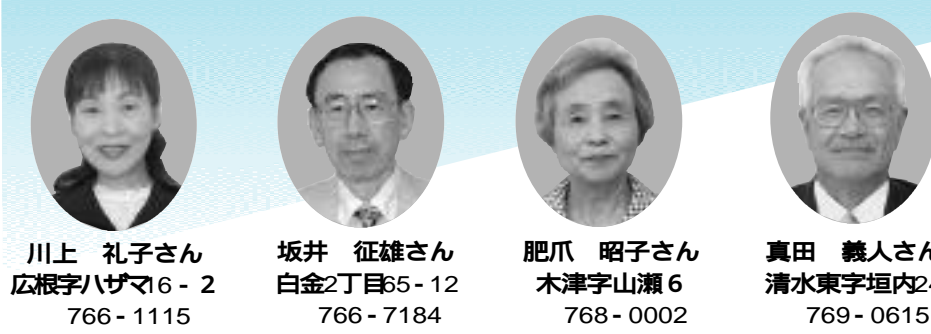 川上　礼子さん
広根字ハザマ16-2
766-1115
坂井　征雄さん
白金2丁目65-12
766-7184
肥爪　昭子さん
木津字山瀬6
768-0002
真田　義人さん
清水東字垣内24
769-0615